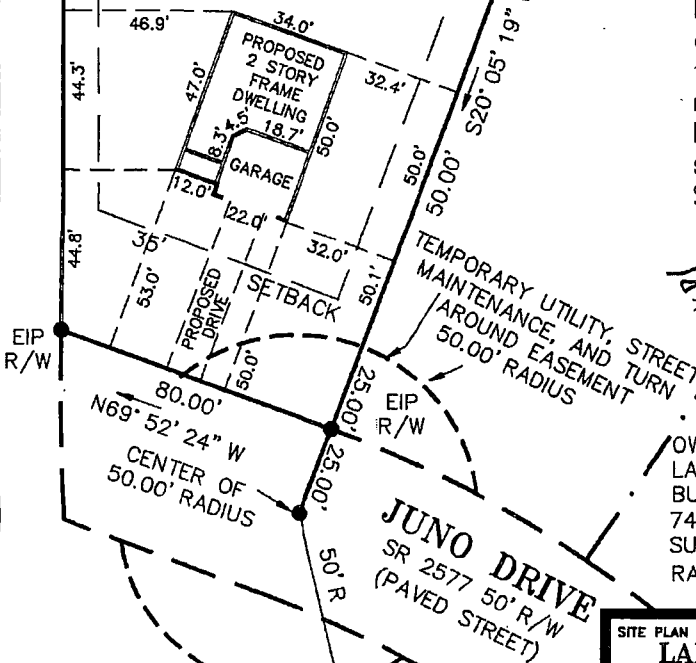 46.9'
34.0'
44.3'
47.0'
PROPOSED
2 STORY
FRAME
DWELLING
32.4'
S20° 05' 19"
8.3'
4.5'
18.7'
50.0'
GARAGE
12.0'
22.0'
50.0'
50.00'
44.8'
35'
SETBACK
32.0'
50.1'
53.0'
PROPOSED
DRIVE
50.0'
TEMPORARY UTILITY, STREET
MAINTENANCE, AND TURN
AROUND EASEMENT
50.00' RADIUS
EIP
R/W
80.00'
N69° 52' 24" W
25.00'
EIP
R/W
CENTER OF
50.00' RADIUS
25.00'
50' R
JUNO DRIVE
SR 2577 50' R/W
(PAVED STREET)
OW
LA
BU
74
SU
RA
SITE PLAN
LA